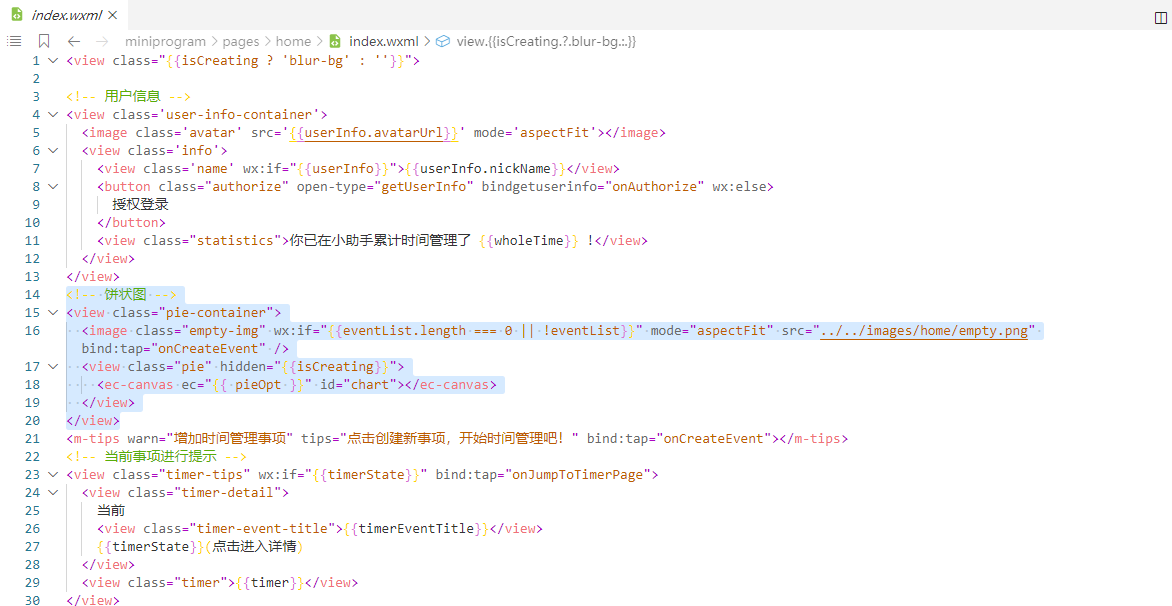 index.wxml
miniprogram > pages > home > index.wxml > view.{{isCreating.?.blur-bg.:.}}
1 <view class="{{isCreating ? 'blur-bg' : ''}}">
2
3 <!-- 用户信息 -->
4 <view class='user-info-container'>
5 <image class='avatar' src='{{userInfo.avatarUrl}}' mode='aspectFit'></image>
6 <view class='info'>
7 <view class='name' wx:if="{{userInfo}}">{{userInfo.nickName}}</view>
8 <button class="authorize" open-type="getUserInfo" bindgetuserinfo="onAuthorize" wx:else>
9 授权登录
10 </button>
11 <view class="statistics">你已在小助手累计时间管理了 {{wholeTime}} !</view>
12 </view>
13 </view>
14 <!-- 饼状图 -->
15 <view class="pie-container">
16 <image class="empty-img" wx:if="{{eventList.length === 0 || !eventList}}" mode="aspectFit" src="../../images/home/empty.png"
bind:tap="onCreateEvent" />
17 <view class="pie" hidden="{{isCreating}}">
18 <ec-canvas ec="{{ pieOpt }}" id="chart"></ec-canvas>
19 </view>
20 </view>
21 <m-tips warn="增加时间管理事项" tips="点击创建新事项，开始时间管理吧！" bind:tap="onCreateEvent"></m-tips>
22 <!-- 当前事项进行提示 -->
23 <view class="timer-tips" wx:if="{{timerState}}" bind:tap="onJumpToTimerPage">
24 <view class="timer-detail">
25 当前
26 <view class="timer-event-title">{{timerEventTitle}}</view>
27 {{timerState}}(点击进入详情)
28 </view>
29 <view class="timer">{{timer}}</view>
30 </view>